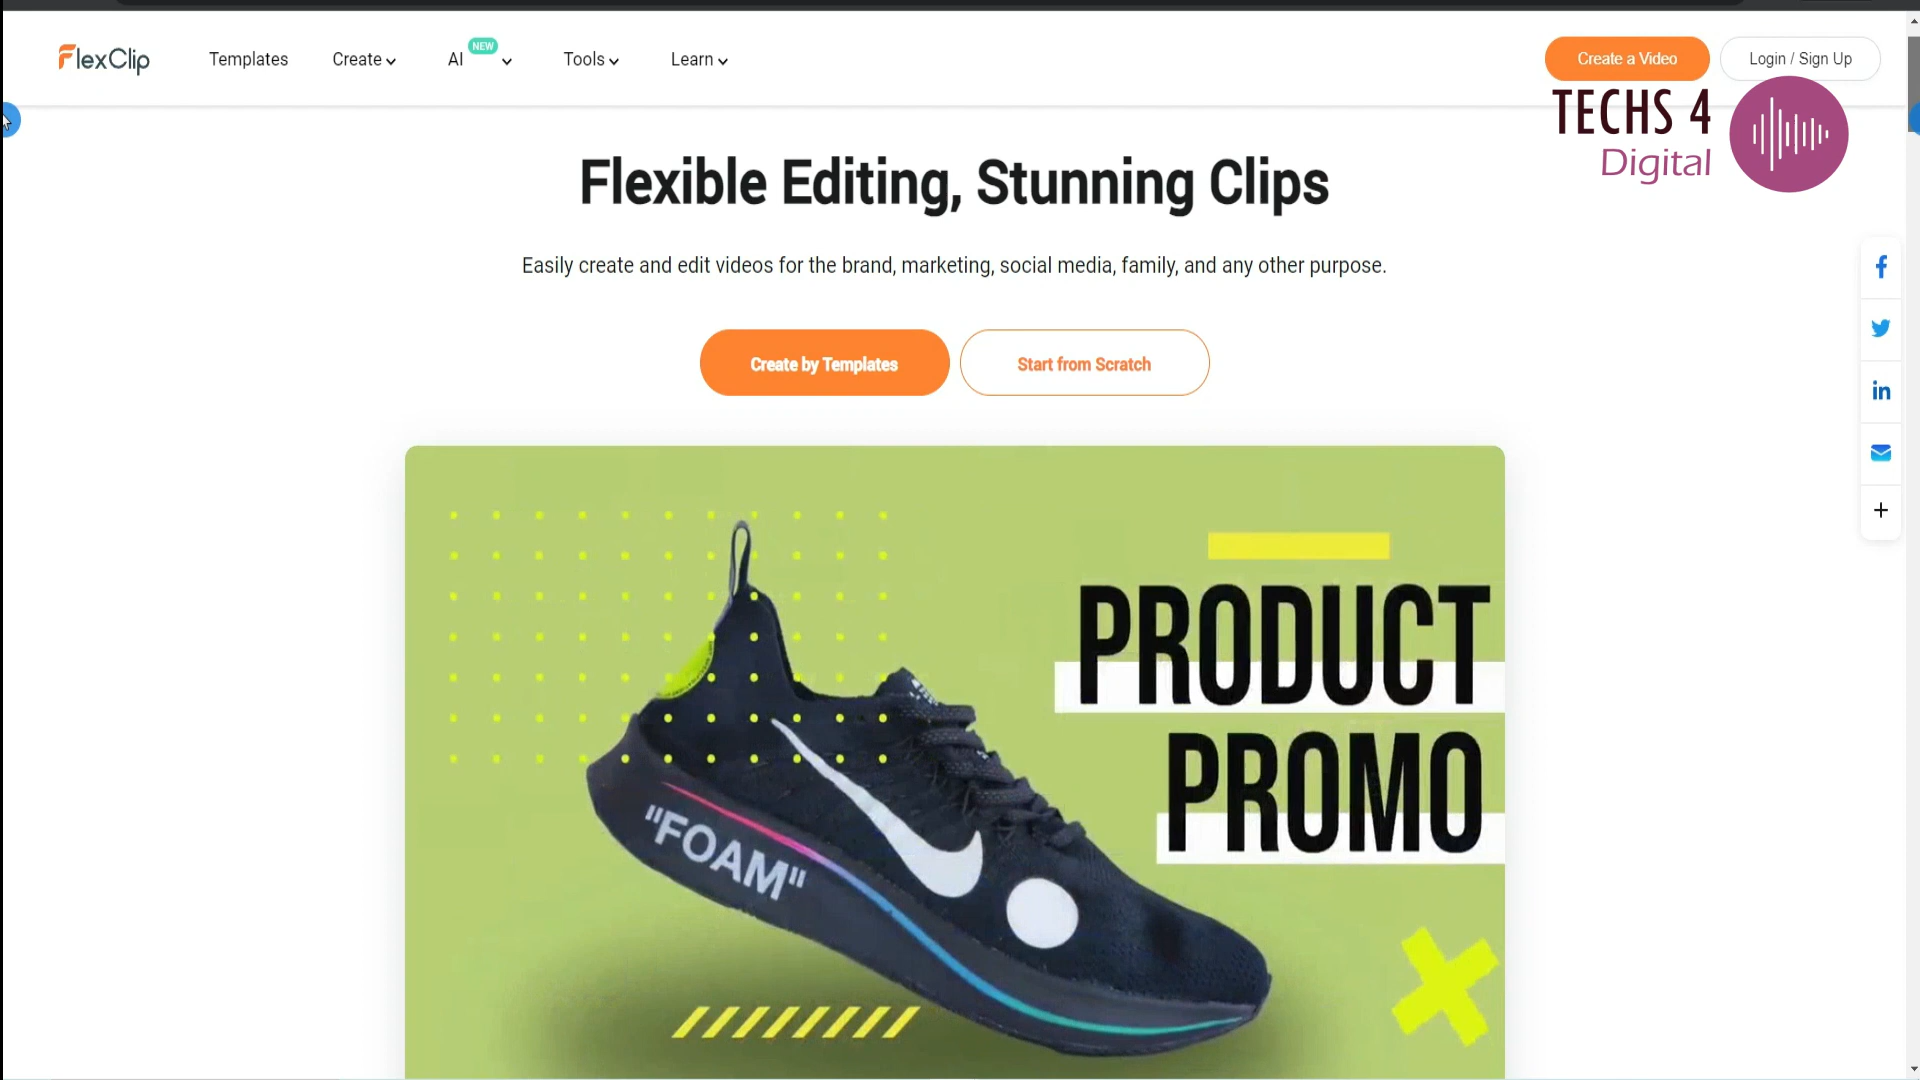 FlexClip
Templates
Create
AI
NEW
Tools
Learn
Create a Video
Login / Sign Up
TECHS 4
Digital
Flexible Editing, Stunning Clips
Easily create and edit videos for the brand, marketing, social media, family, and any other purpose.
Create by Templates
Start from Scratch
PRODUCT
PROMO
"FOAM"